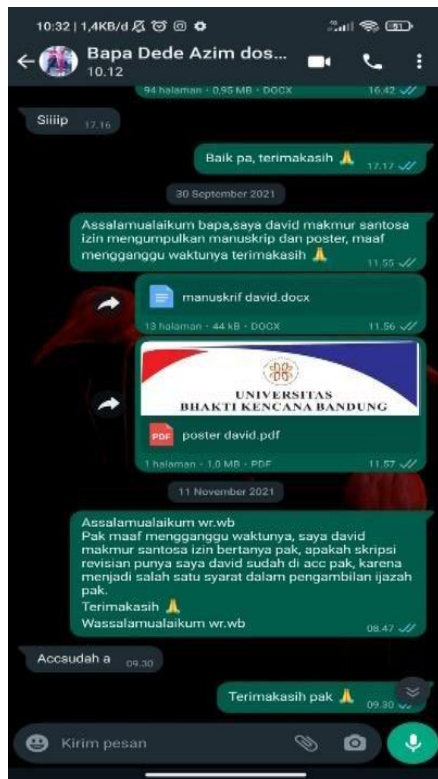 10:32 | 1,4KB/d
51
Bapa Dede Azim dos...
10.12
94 halaman • 0,95 MB • DOCX 16.42
Siiiip 17.16
Baik pa, terimakasih 🙏 17.17
30 September 2021
Assalamualaikum bapa,saya david makmur santosa
izin mengumpulkan manuskrip dan poster, maaf
mengganggu waktunya terimakasih 🙏 11.55
manuskrif david.docx
13 halaman • 44 kB • DOCX 11.56
UNIVERSITAS
BHAKTI KENCANA BANDUNG
PDF poster david.pdf
1 halaman • 1,0 MB • PDF 11.57
11 November 2021
Assalamualaikum wr.wb
Pak maaf mengganggu waktunya, saya david
makmur santosa izin bertanya pak, apakah skripsi
revisian punya saya david sudah di acc pak, karena
menjadi salah satu syarat dalam pengambilan ijazah
pak.
Terimakasih 🙏
Wassalamualaikum wr.wb 08.47
Accsudah a 09.30
Terimakasih pak 🙏 09.30
Kirim pesan